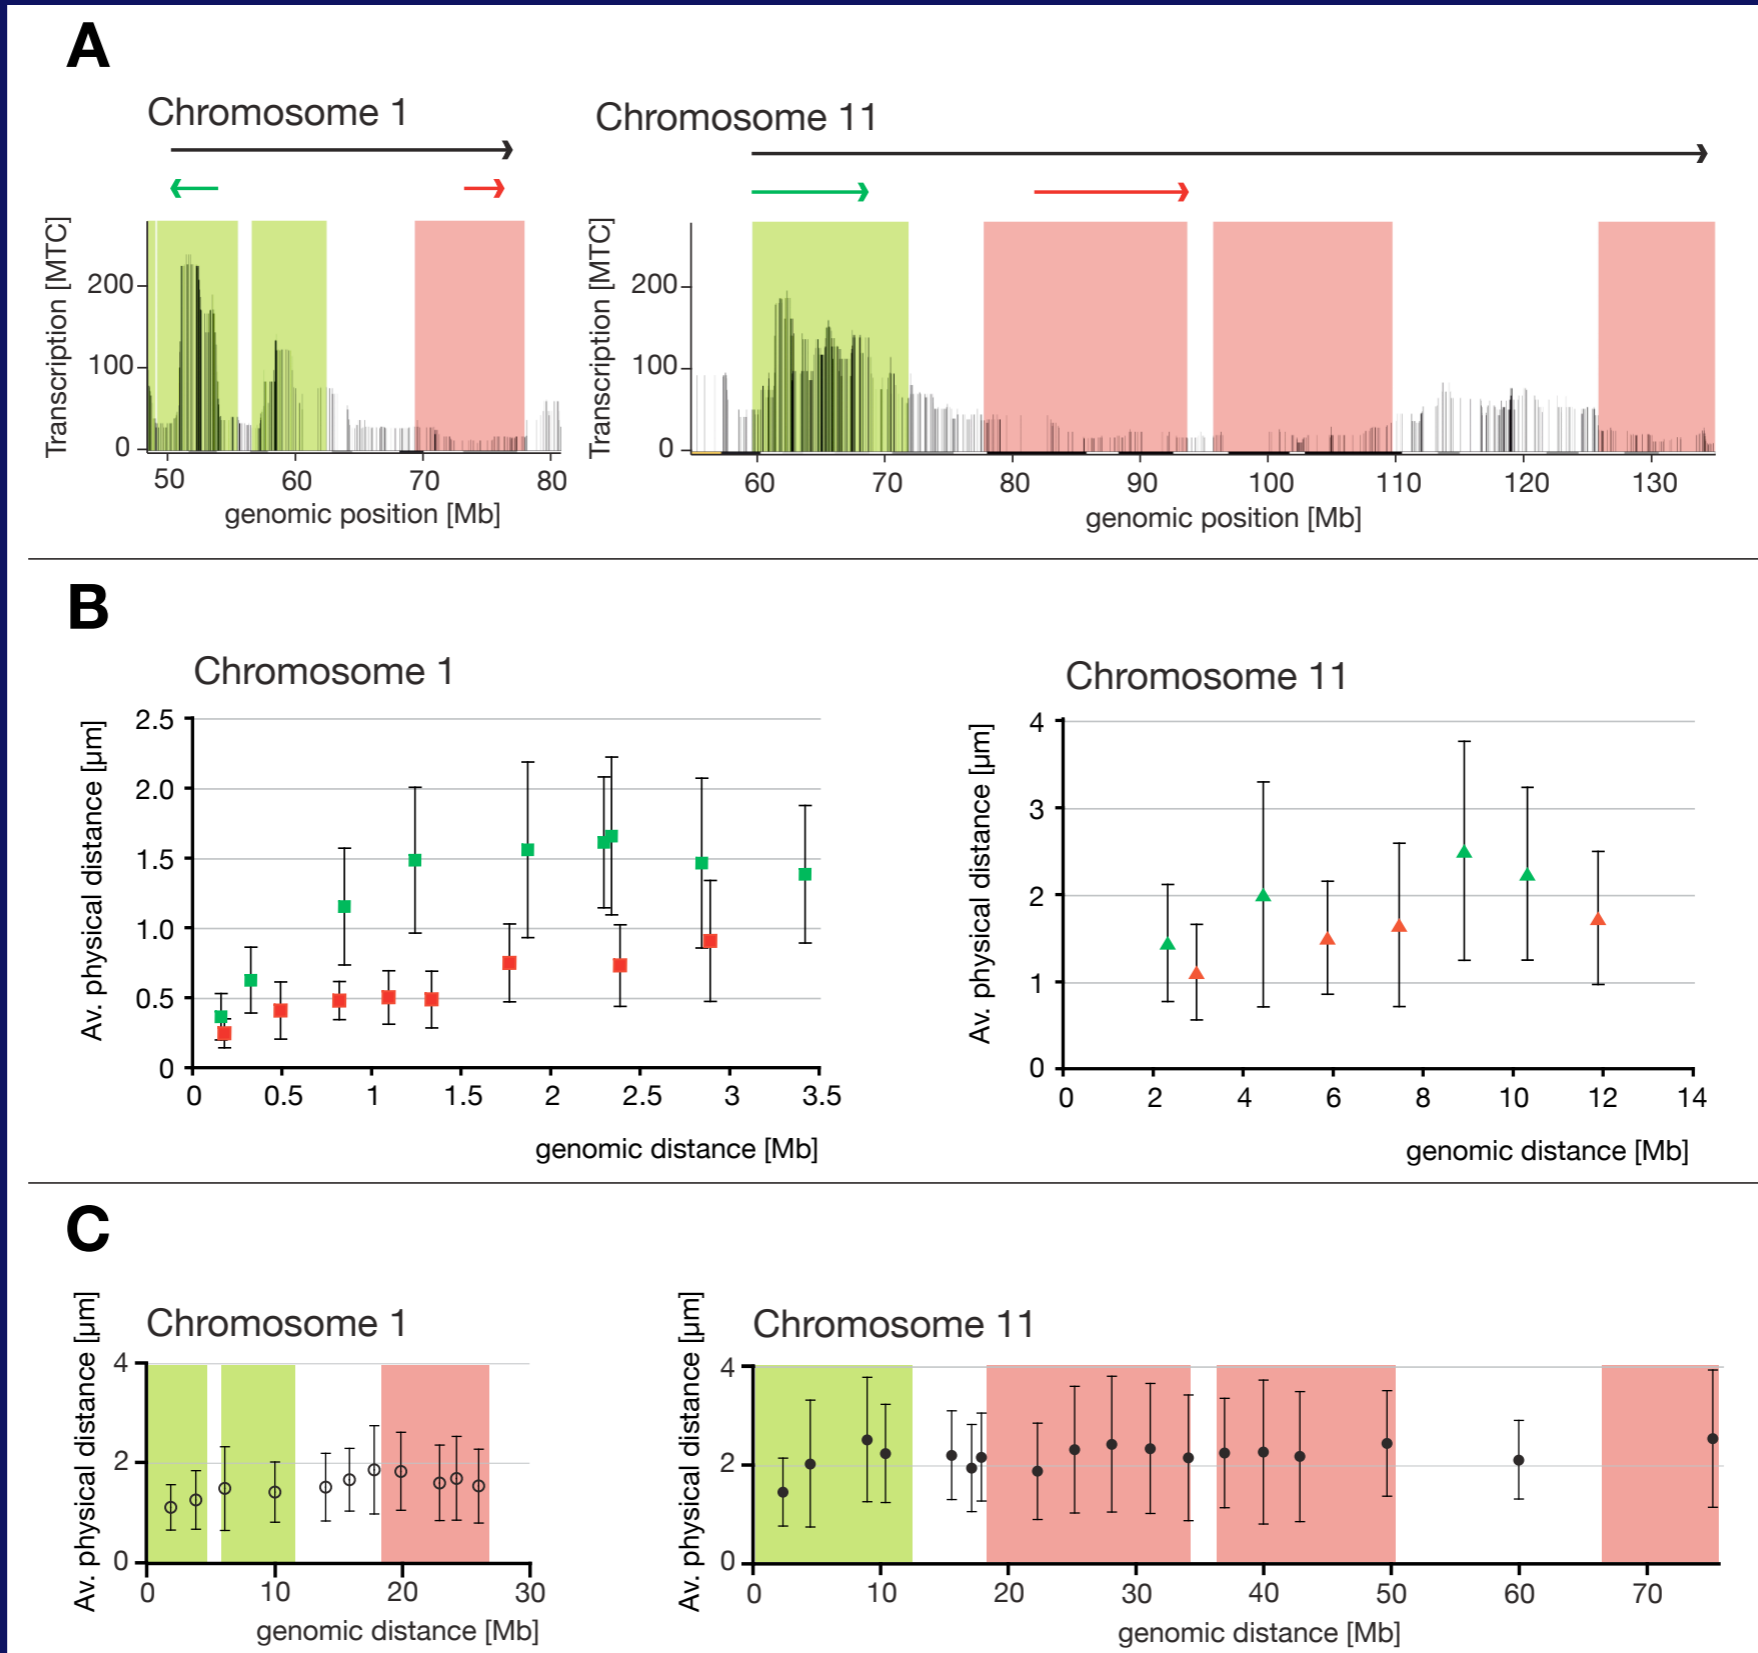 A
Chromosome 1
Chromosome 11
Transcription [MTC]
200
100
0
50 60 70 80
genomic position [Mb]
Transcription [MTC]
200
100
0
60 70 80 90 100 110 120 130
genomic position [Mb]
B
Chromosome 1
Chromosome 11
Av. physical distance [µm]
2.5
2.0
1.5
1.0
0.5
0
0 0.5 1 1.5 2 2.5 3 3.5
genomic distance [Mb]
Av. physical distance [µm]
4
3
2
1
0
0 2 4 6 8 10 12 14
genomic distance [Mb]
C
Chromosome 1
Chromosome 11
Av. physical distance [µm]
4
2
0
0 10 20 30
genomic distance [Mb]
Av. physical distance [µm]
4
2
0
0 10 20 30 40 50 60 70
genomic distance [Mb]